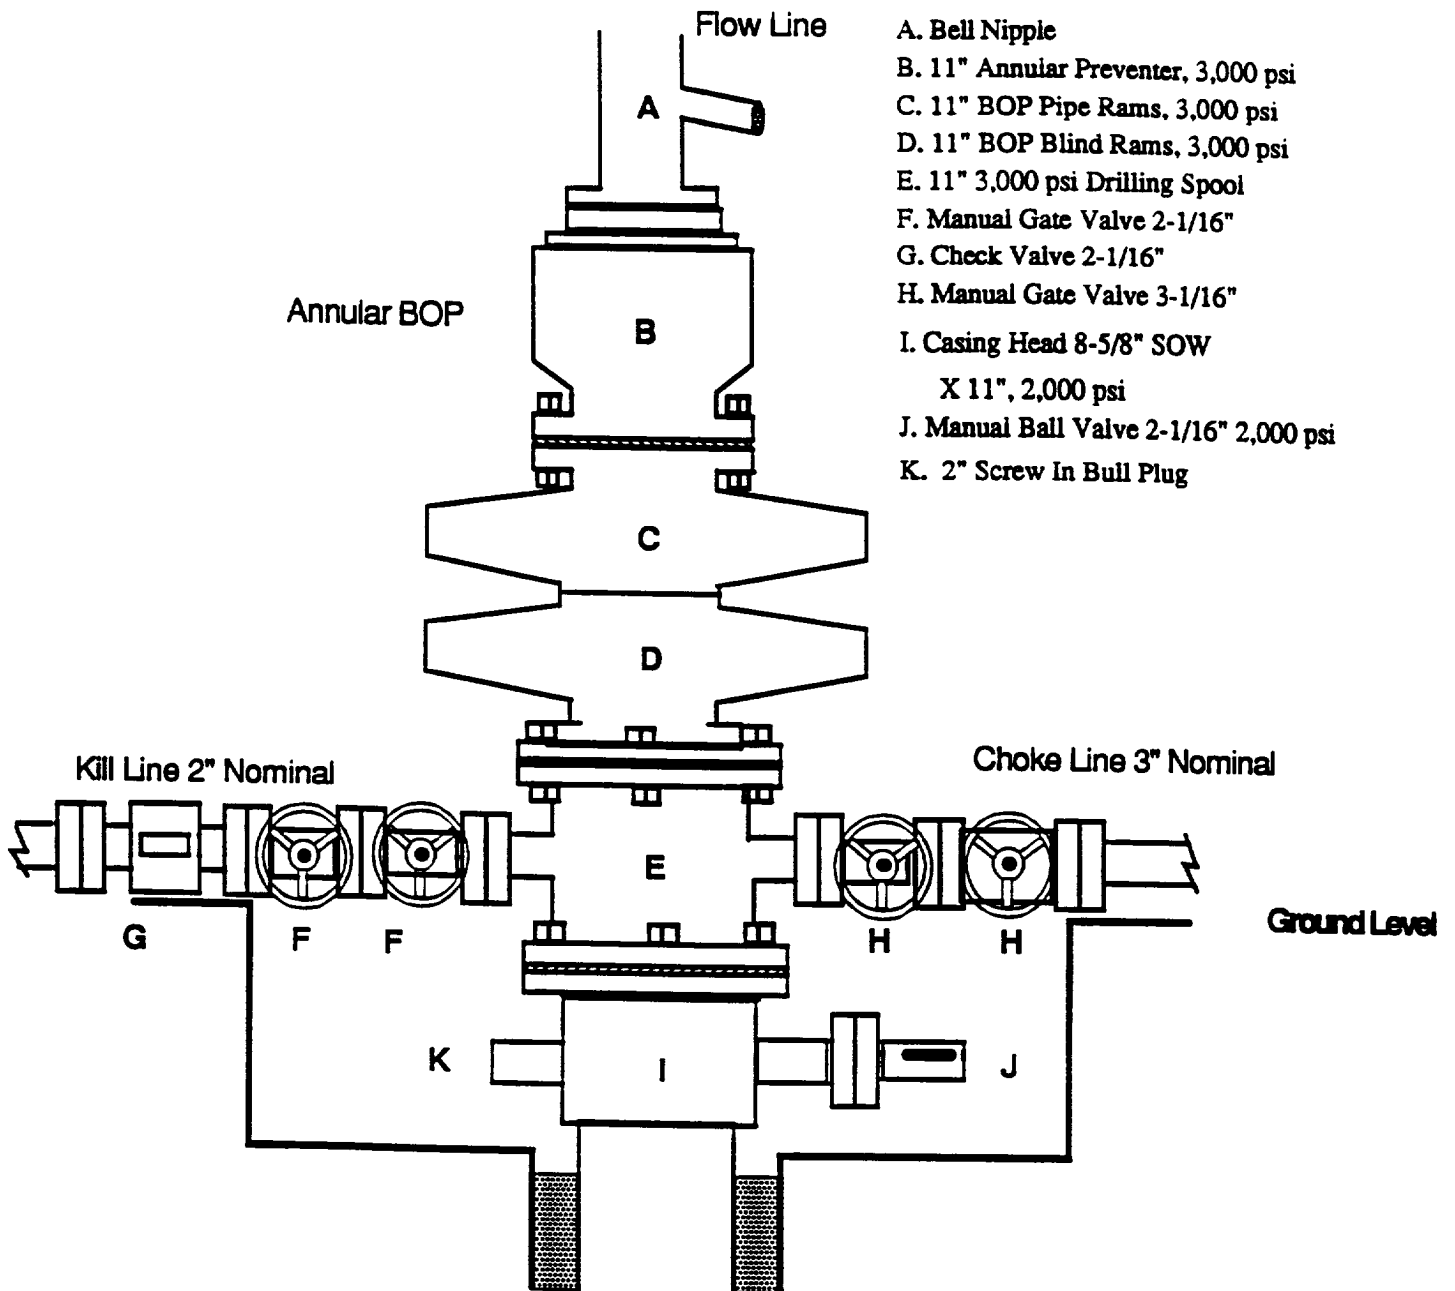 Flow Line
A. Bell Nipple
B. 11" Annular Preventer, 3,000 psi
C. 11" BOP Pipe Rams, 3,000 psi
D. 11" BOP Blind Rams, 3,000 psi
E. 11" 3,000 psi Drilling Spool
F. Manual Gate Valve 2-1/16"
G. Check Valve 2-1/16"
H. Manual Gate Valve 3-1/16"
I. Casing Head 8-5/8" SOW
X 11", 2,000 psi
J. Manual Ball Valve 2-1/16" 2,000 psi
K. 2" Screw In Bull Plug
A
Annular BOP
B
C
D
Kill Line 2" Nominal
Choke Line 3" Nominal
E
G
F
F
H
H
Ground Level
K
I
J